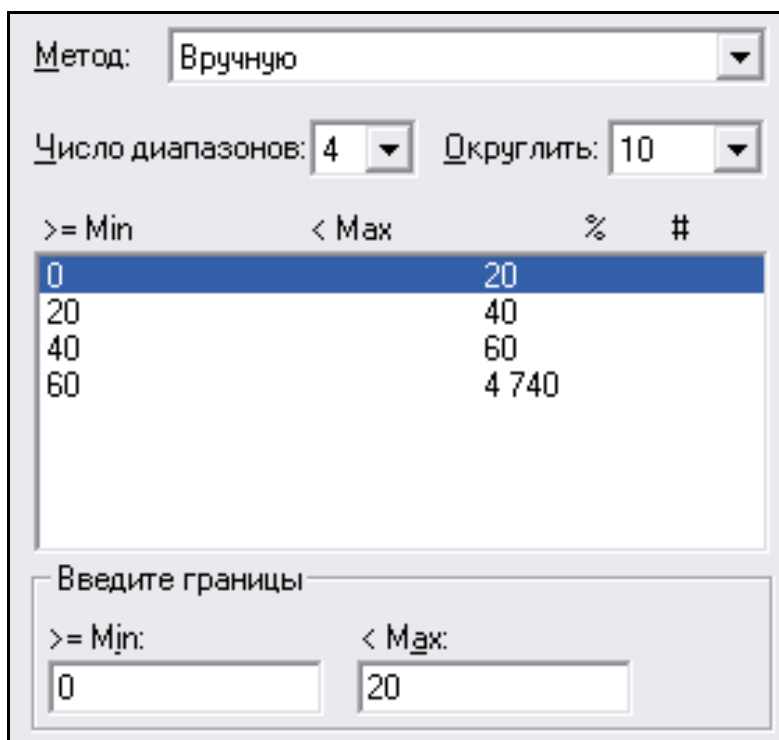 Метод: Вручную
Число диапазонов: 4 Округлить: 10
>= Min < Max % #
0 20
20 40
40 60
60 4 740
Введите границы
>= Min: < Max:
0 20